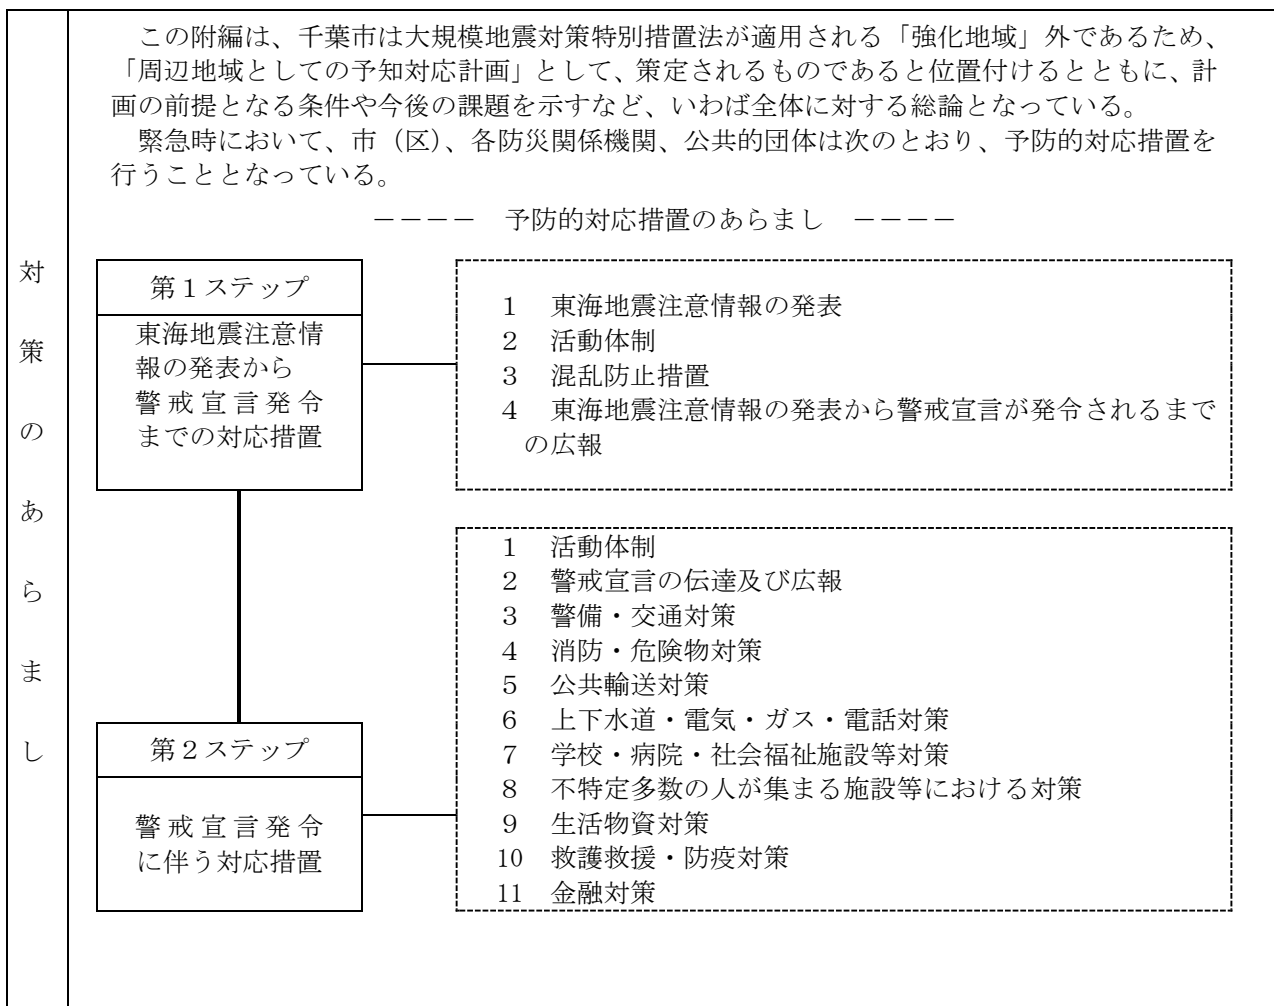 対策のあらまし
この附編は、千葉市は大規模地震対策特別措置法が適用される「強化地域」外であるため、
「周辺地域としての予知対応計画」として、策定されるものであると位置付けるとともに、計
画の前提となる条件や今後の課題を示すなど、いわば全体に対する総論となっている。
緊急時において、市（区）、各防災関係機関、公共的団体は次のとおり、予防的対応措置を
行うこととなっている。
－－－－　予防的対応措置のあらまし　－－－－
第１ステップ
東海地震注意情
報の発表から
警戒宣言発令
までの対応措置
１　東海地震注意情報の発表
２　活動体制
３　混乱防止措置
４　東海地震注意情報の発表から警戒宣言が発令されるまで
の広報
第２ステップ
警戒宣言発令
に伴う対応措置
１　活動体制
２　警戒宣言の伝達及び広報
３　警備・交通対策
４　消防・危険物対策
５　公共輸送対策
６　上下水道・電気・ガス・電話対策
７　学校・病院・社会福祉施設等対策
８　不特定多数の人が集まる施設等における対策
９　生活物資対策
10　救護救援・防疫対策
11　金融対策